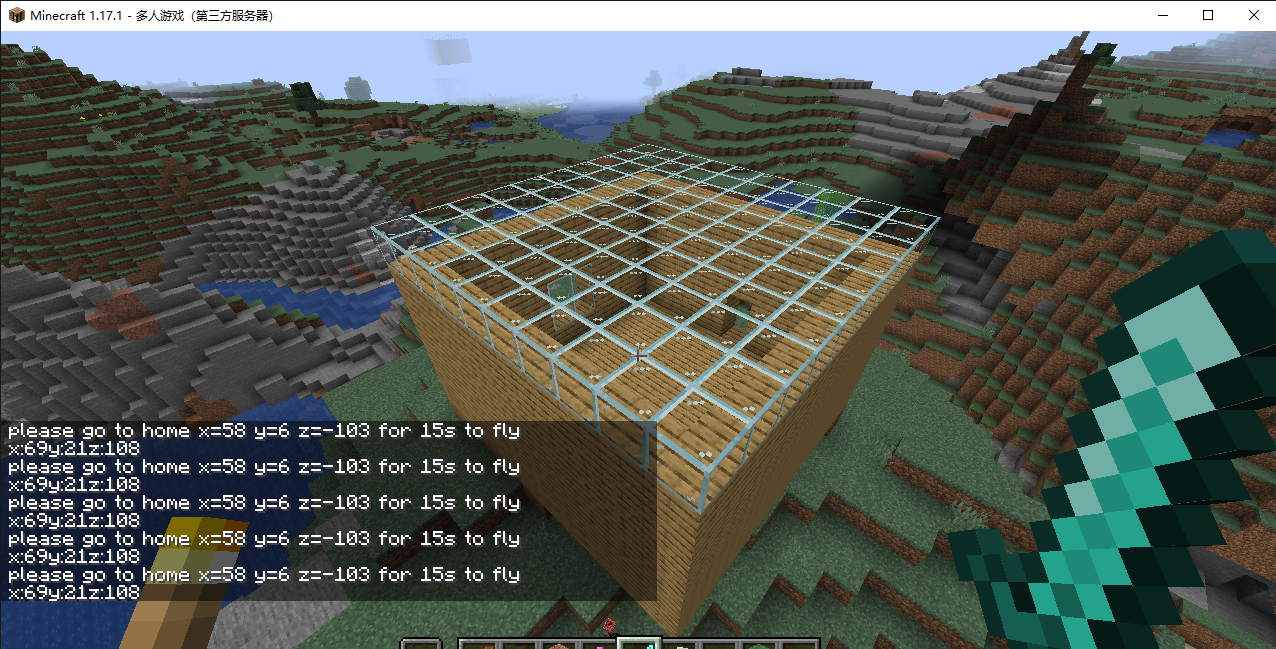 Minecraft 1.17.1 - 多人游戏（第三方服务器）
please go to home x=58 y=6 z=-103 for 15s to fly
x:69y:21z:108
please go to home x=58 y=6 z=-103 for 15s to fly
x:69y:21z:108
please go to home x=58 y=6 z=-103 for 15s to fly
x:69y:21z:108
please go to home x=58 y=6 z=-103 for 15s to fly
x:69y:21z:108
please go to home x=58 y=6 z=-103 for 15s to fly
x:69y:21z:108